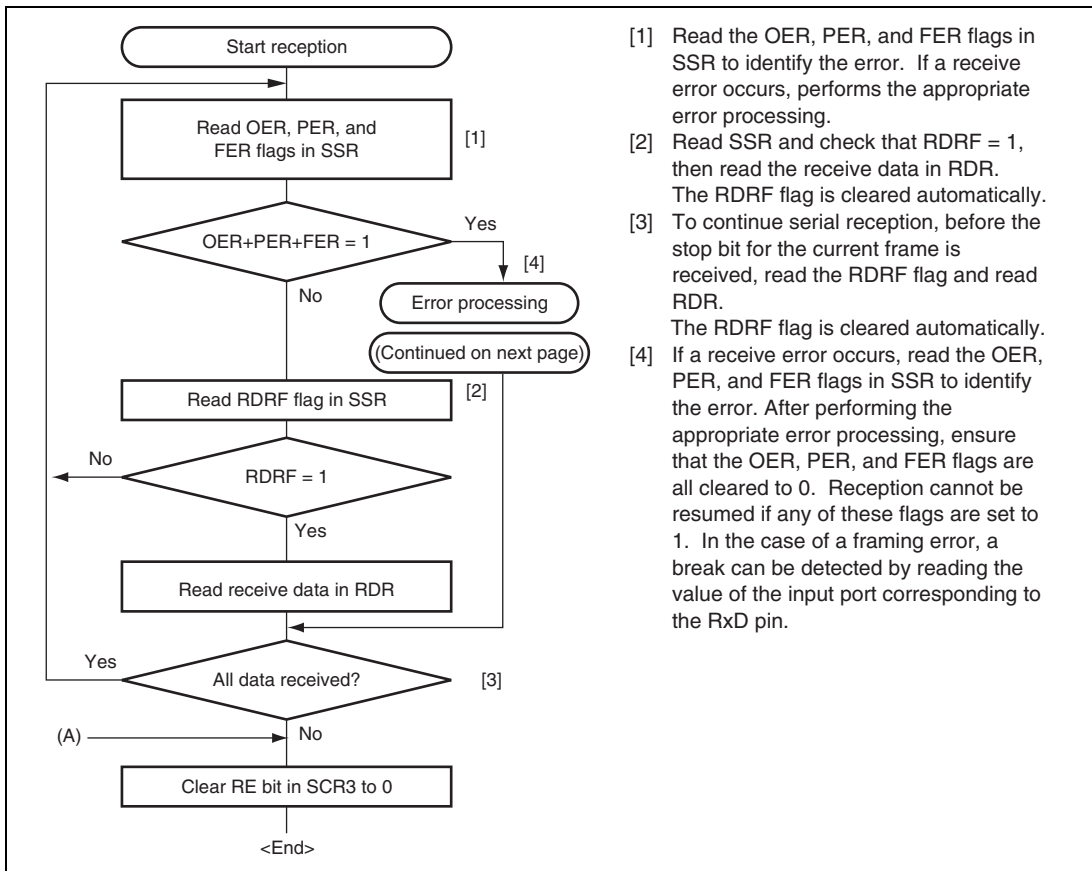 Start reception
Read OER, PER, and
FER flags in SSR
[1]
OER+PER+FER = 1
Yes
[4]
No
Error processing
(Continued on next page)
Read RDRF flag in SSR
[2]
No
RDRF = 1
Yes
Read receive data in RDR
Yes
All data received?
[3]
(A)
No
Clear RE bit in SCR3 to 0
<End>
[1] Read the OER, PER, and FER flags in
SSR to identify the error. If a receive
error occurs, performs the appropriate
error processing.
[2] Read SSR and check that RDRF = 1,
then read the receive data in RDR.
The RDRF flag is cleared automatically.
[3] To continue serial reception, before the
stop bit for the current frame is
received, read the RDRF flag and read
RDR.
The RDRF flag is cleared automatically.
[4] If a receive error occurs, read the OER,
PER, and FER flags in SSR to identify
the error. After performing the
appropriate error processing, ensure
that the OER, PER, and FER flags are
all cleared to 0. Reception cannot be
resumed if any of these flags are set to
1. In the case of a framing error, a
break can be detected by reading the
value of the input port corresponding to
the RxD pin.